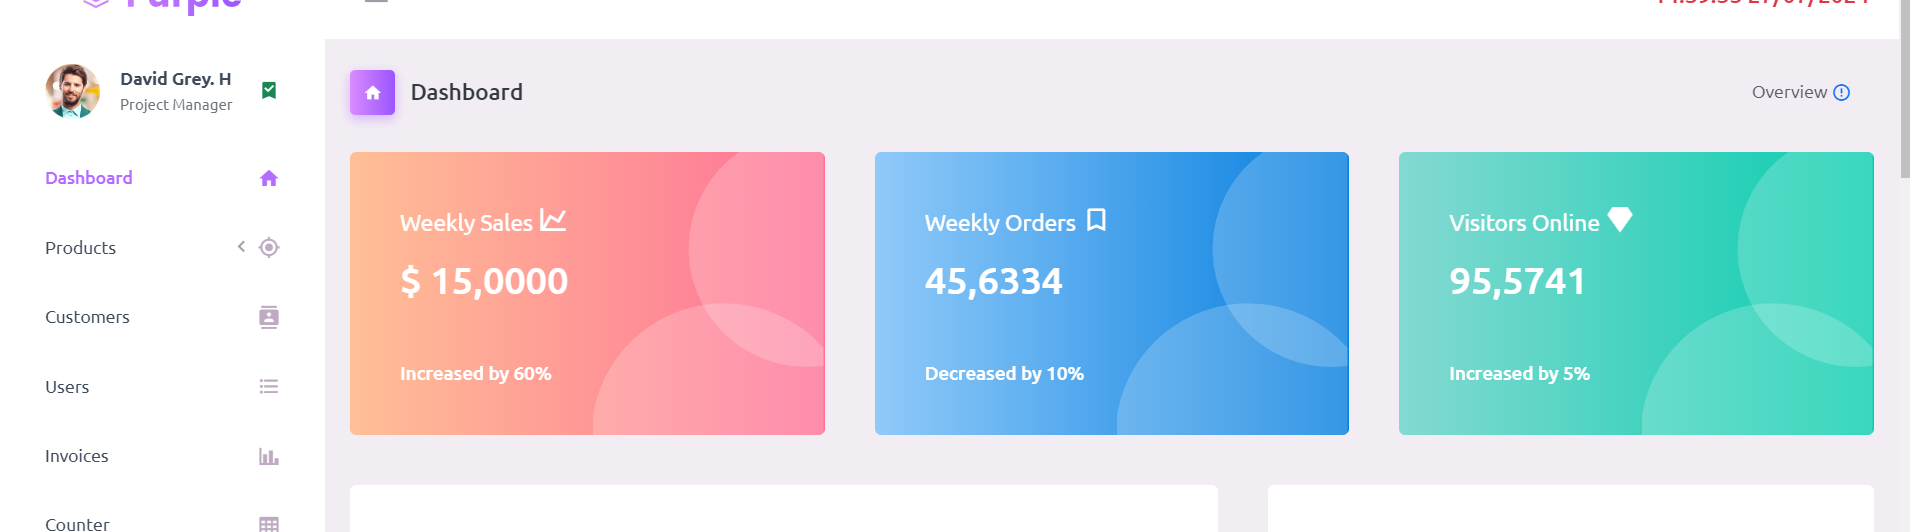 Purple
David Grey. H
Project Manager
Dashboard
Products
Customers
Users
Invoices
Counter
Dashboard
Overview
Weekly Sales
$ 15,0000
Increased by 60%
Weekly Orders
45,6334
Decreased by 10%
Visitors Online
95,5741
Increased by 5%